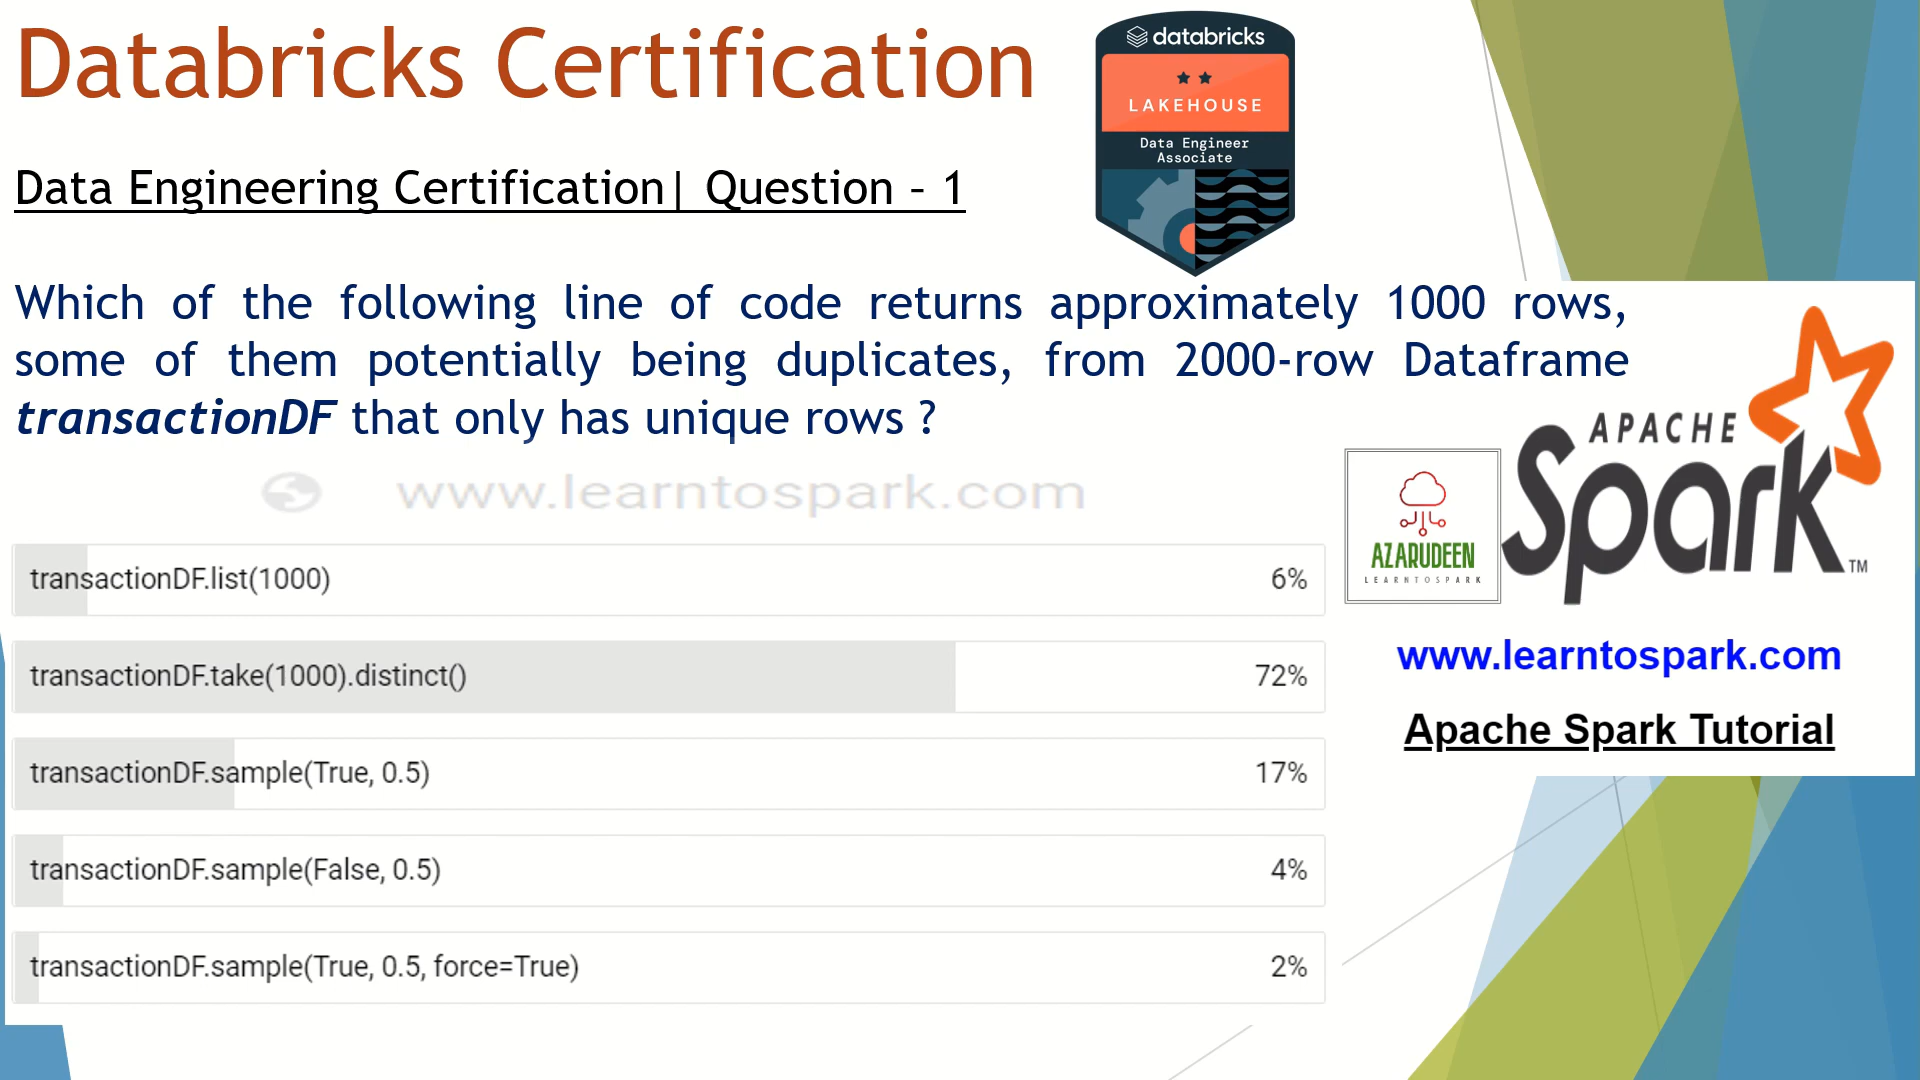 Databricks Certification
databricks
LAKEHOUSE
Data Engineer
Associate
Data Engineering Certification| Question – 1
Which of the following line of code returns approximately 1000 rows,
some of them potentially being duplicates, from 2000-row Dataframe
transactionDF that only has unique rows ?
www.learntospark.com
transactionDF.list(1000) 6%
transactionDF.take(1000).distinct() 72%
transactionDF.sample(True, 0.5) 17%
transactionDF.sample(False, 0.5) 4%
transactionDF.sample(True, 0.5, force=True) 2%
APACHE
Spark™
AZARUDEEN
LEARNTOSPARK
www.learntospark.com
Apache Spark Tutorial